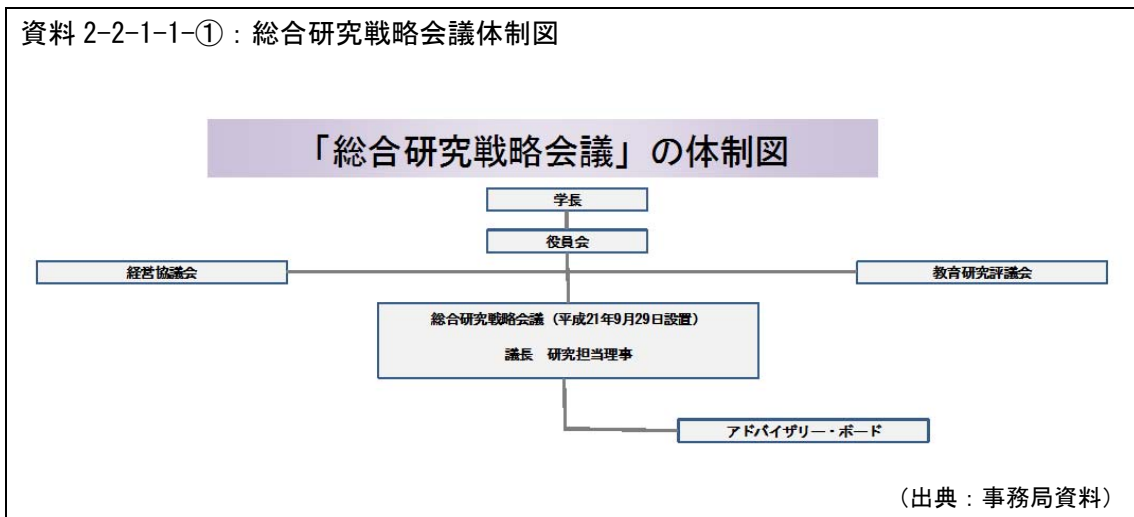 資料 2-2-1-1-①：総合研究戦略会議体制図
「総合研究戦略会議」の体制図
学長
役員会
経営協議会
教育研究評議会
総合研究戦略会議（平成21年9月29日設置）
議長　研究担当理事
アドバイザリー・ボード
（出典：事務局資料）